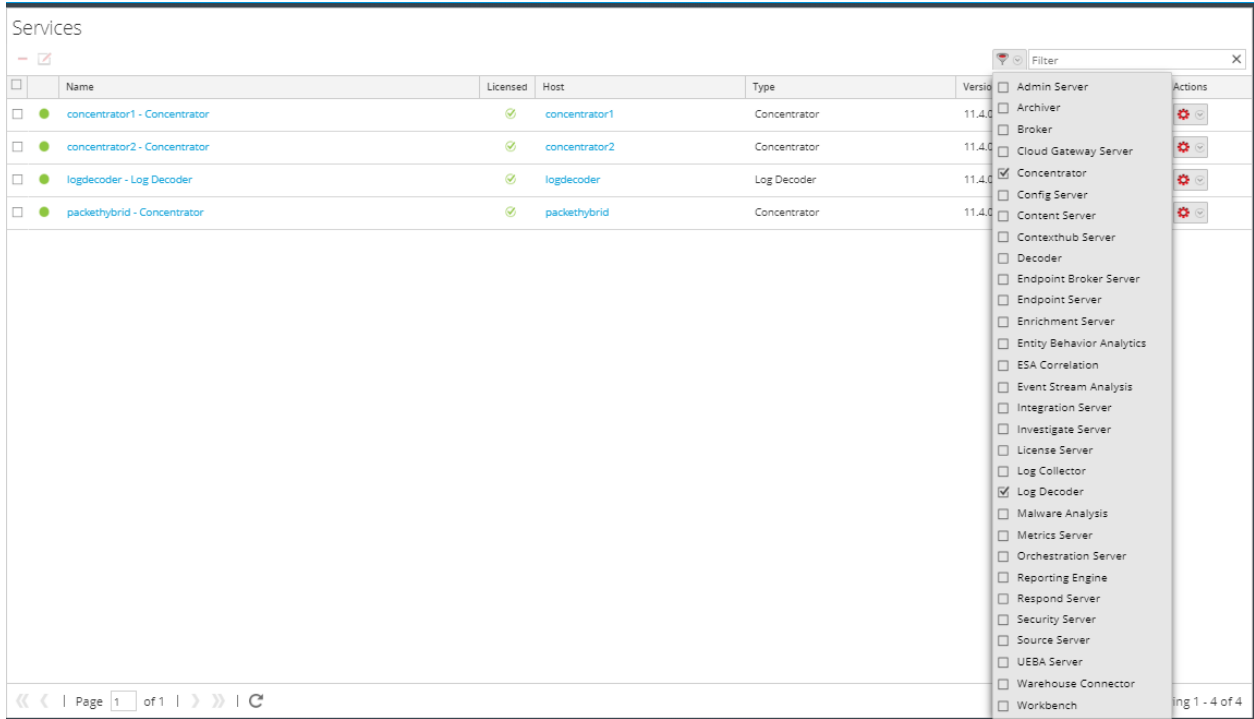 Services
Filter
Name Licensed Host Type Versio Actions
concentrator1 - Concentrator concentrator1 Concentrator 11.4.0
concentrator2 - Concentrator concentrator2 Concentrator 11.4.0
logdecoder - Log Decoder logdecoder Log Decoder 11.4.0
packethybrid - Concentrator packethybrid Concentrator 11.4.0
Admin Server
Archiver
Broker
Cloud Gateway Server
Concentrator
Config Server
Content Server
Contexthub Server
Decoder
Endpoint Broker Server
Endpoint Server
Enrichment Server
Entity Behavior Analytics
ESA Correlation
Event Stream Analysis
Integration Server
Investigate Server
License Server
Log Collector
Log Decoder
Malware Analysis
Metrics Server
Orchestration Server
Reporting Engine
Respond Server
Security Server
Source Server
UEBA Server
Warehouse Connector
Workbench
Page 1 of 1 ing 1 - 4 of 4